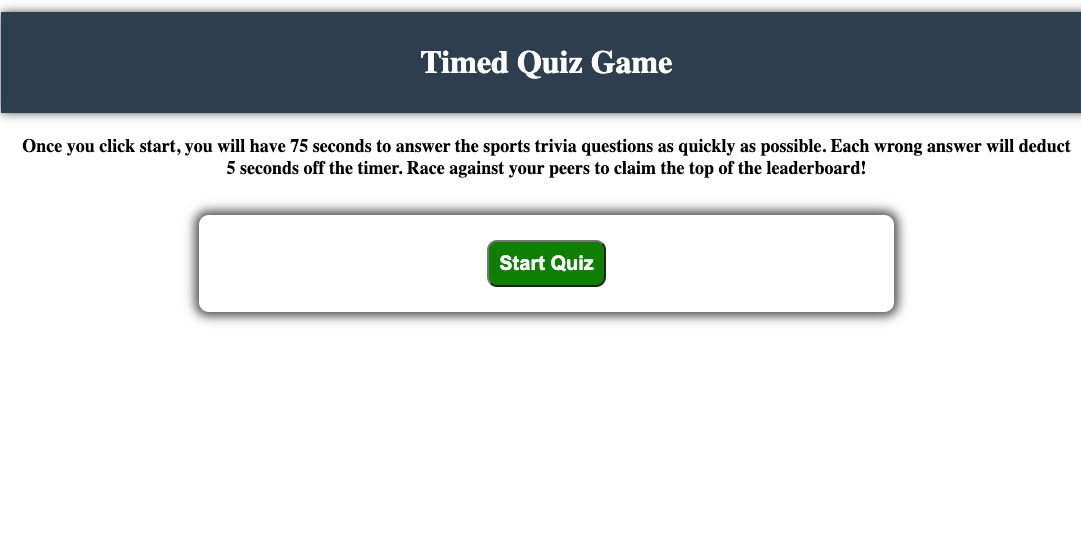 Timed Quiz Game
Once you click start, you will have 75 seconds to answer the sports trivia questions as quickly as possible. Each wrong answer will deduct
5 seconds off the timer. Race against your peers to claim the top of the leaderboard!
Start Quiz